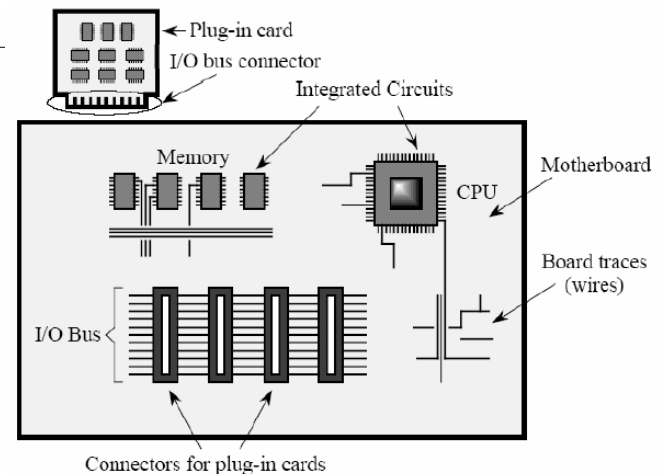 Plug-in card
I/O bus connector
Integrated Circuits
Memory
CPU
Motherboard
Board traces
(wires)
I/O Bus
Connectors for plug-in cards